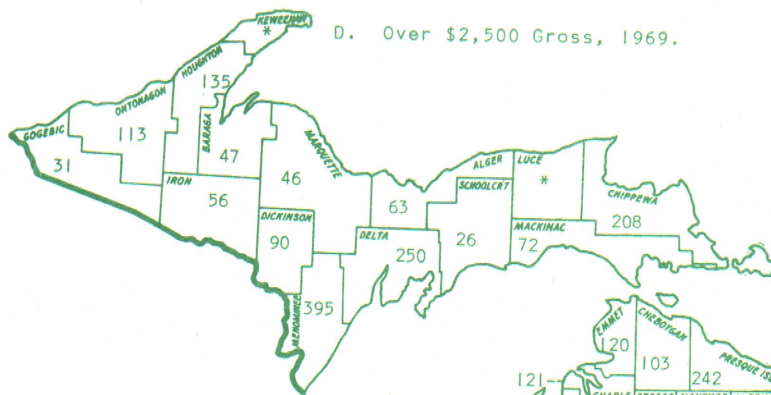 KEWEENAW
*
D. Over $2,500 Gross, 1969.
HOUGHTON
135
ONTONAGON
113
GOGEBIC
31
BARAGA
47
MARQUETTE
46
IRON
56
DICKINSON
90
ALGER
63
LUCE
*
SCHOOLCRT
26
CHIPPEWA
208
MACKINAC
72
DELTA
250
MENOMINEE
395
EMMET
120
CHEBOYGAN
103
PRESQUE ISL
242
121